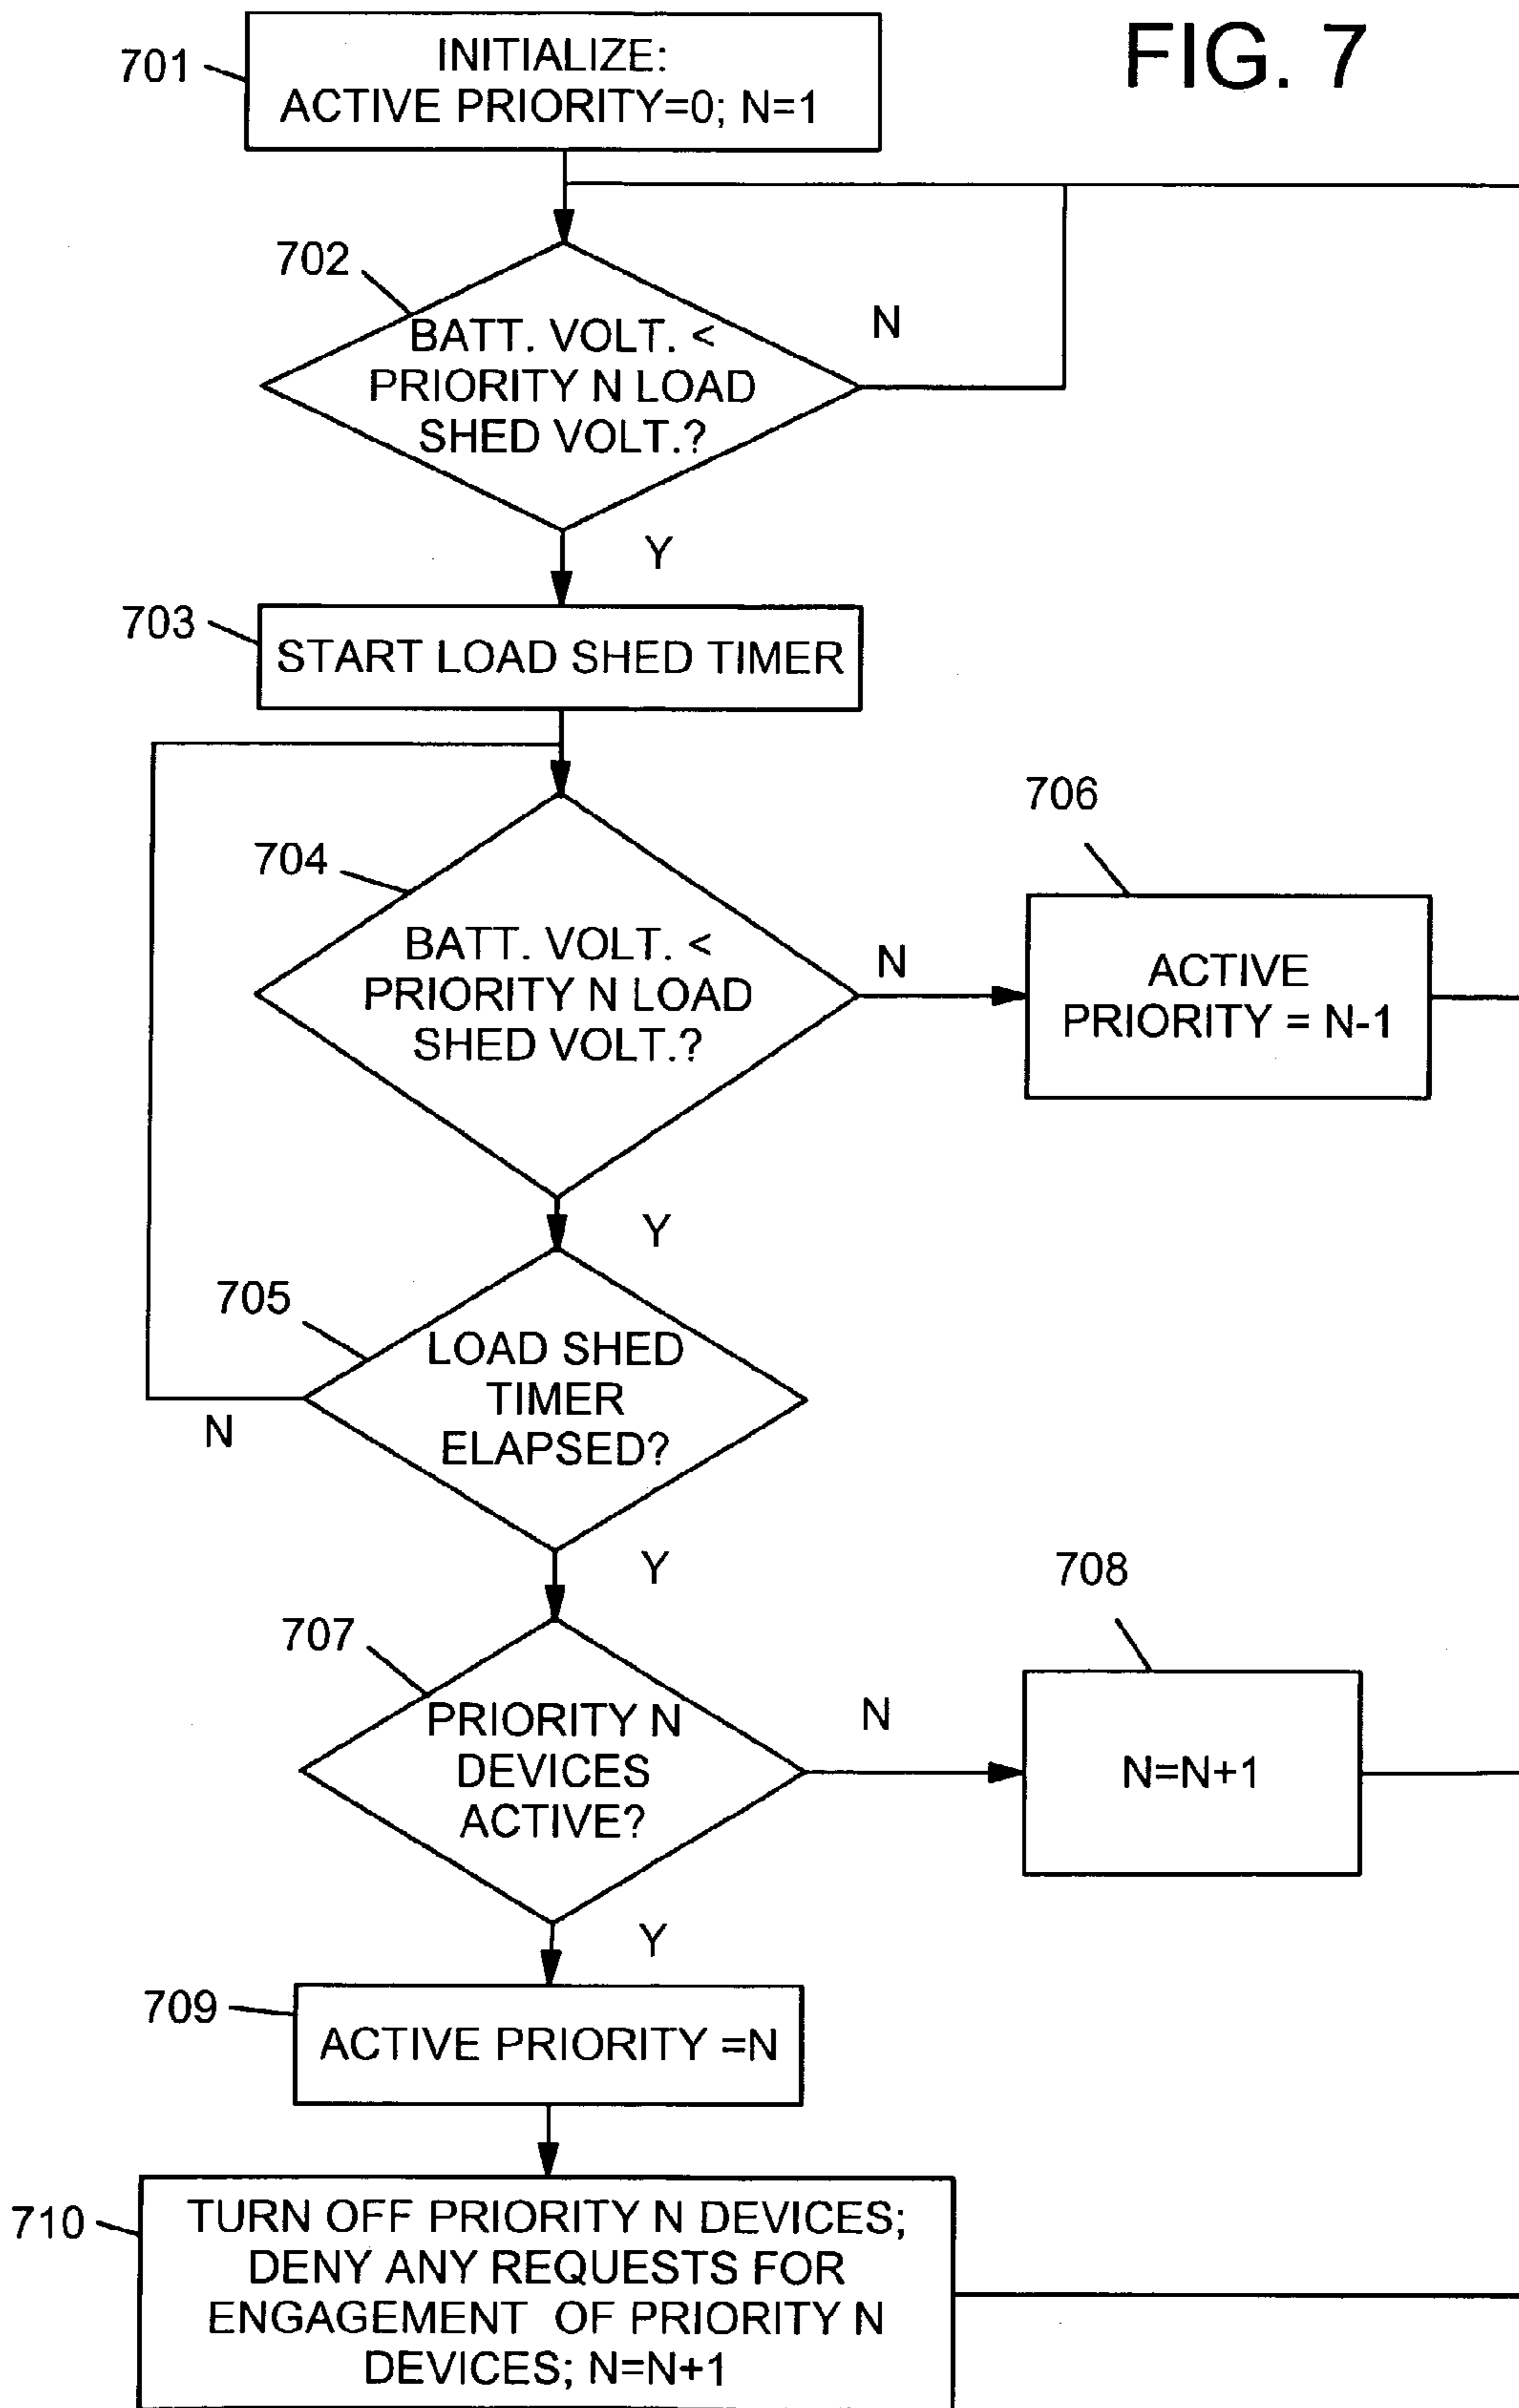 FIG. 7
701
INITIALIZE:
ACTIVE PRIORITY=0; N=1
702
BATT. VOLT. <
PRIORITY N LOAD
SHED VOLT.?
N
Y
703
START LOAD SHED TIMER
704
BATT. VOLT. <
PRIORITY N LOAD
SHED VOLT.?
N
706
ACTIVE
PRIORITY = N-1
Y
705
LOAD SHED
TIMER
ELAPSED?
N
Y
707
PRIORITY N
DEVICES
ACTIVE?
N
708
N=N+1
Y
709
ACTIVE PRIORITY =N
710
TURN OFF PRIORITY N DEVICES;
DENY ANY REQUESTS FOR
ENGAGEMENT OF PRIORITY N
DEVICES; N=N+1